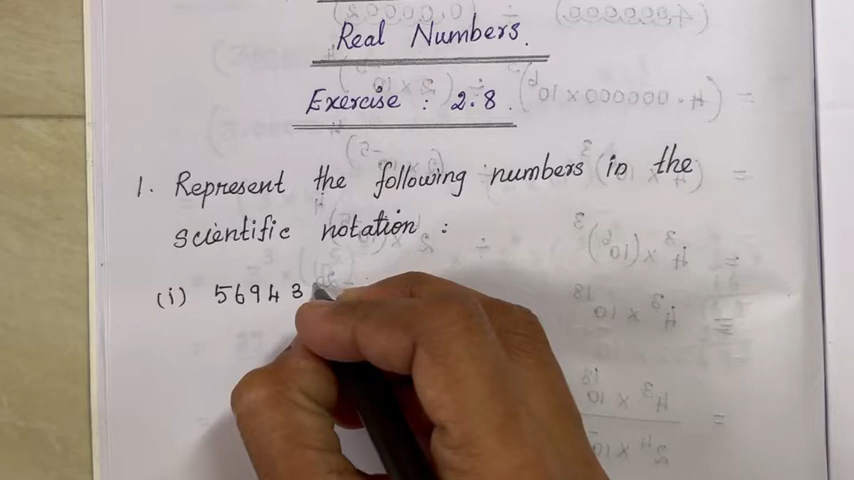 Real Numbers.
Exercise : 2.8.
1. Represent the following numbers in the
scientific notation :
(i) 56943